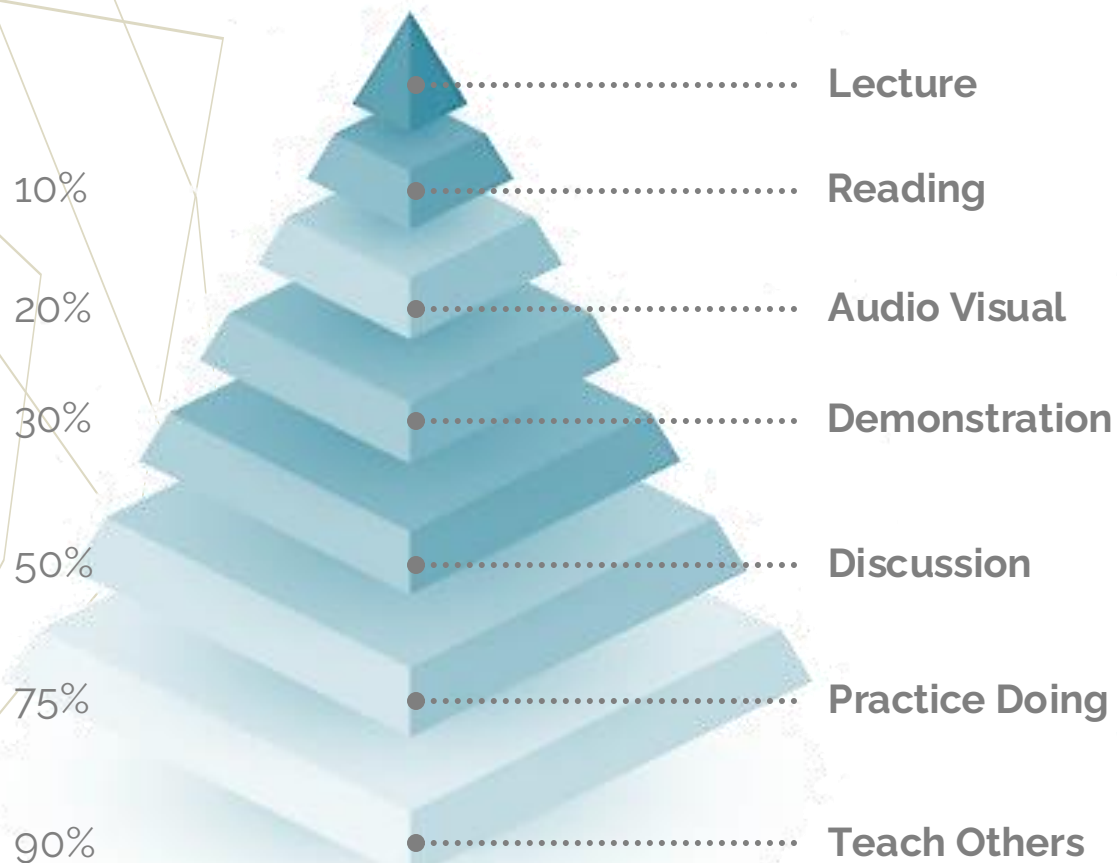 Lecture
10% Reading
20% Audio Visual
30% Demonstration
50% Discussion
75% Practice Doing
90% Teach Others